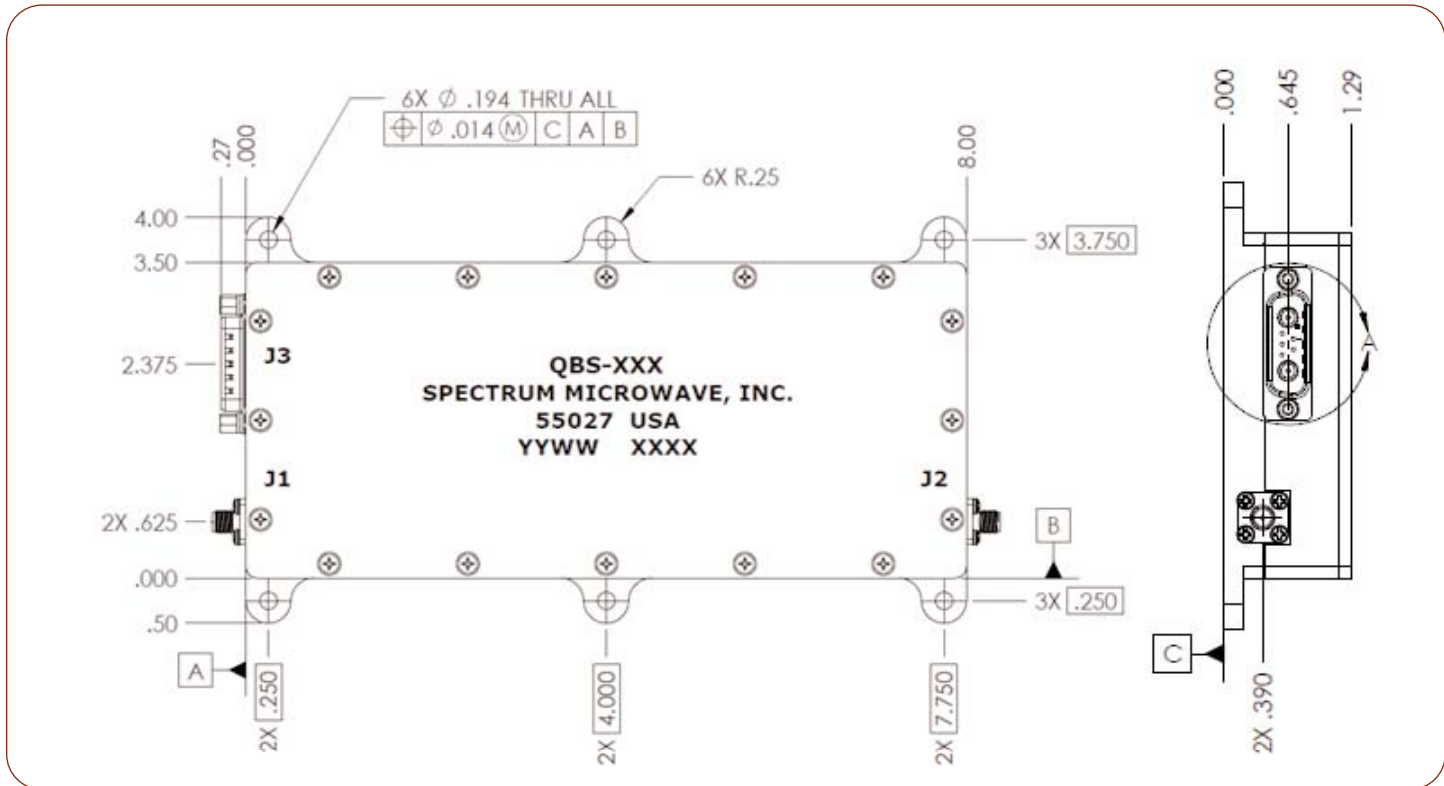 6X Ø .194 THRU ALL
⌖ Ø .014 Ⓜ C A B
.27
.000
8.00
6X R.25
4.00
3.50
3X 3.750
J3
2.375
QBS-XXX
SPECTRUM MICROWAVE, INC.
55027 USA
YYWW XXXX
J1
J2
2X .625
B
.000
3X .250
.50
A
2X .250
2X 4.000
2X 7.750
.000
.645
1.29
A
C
2X .390